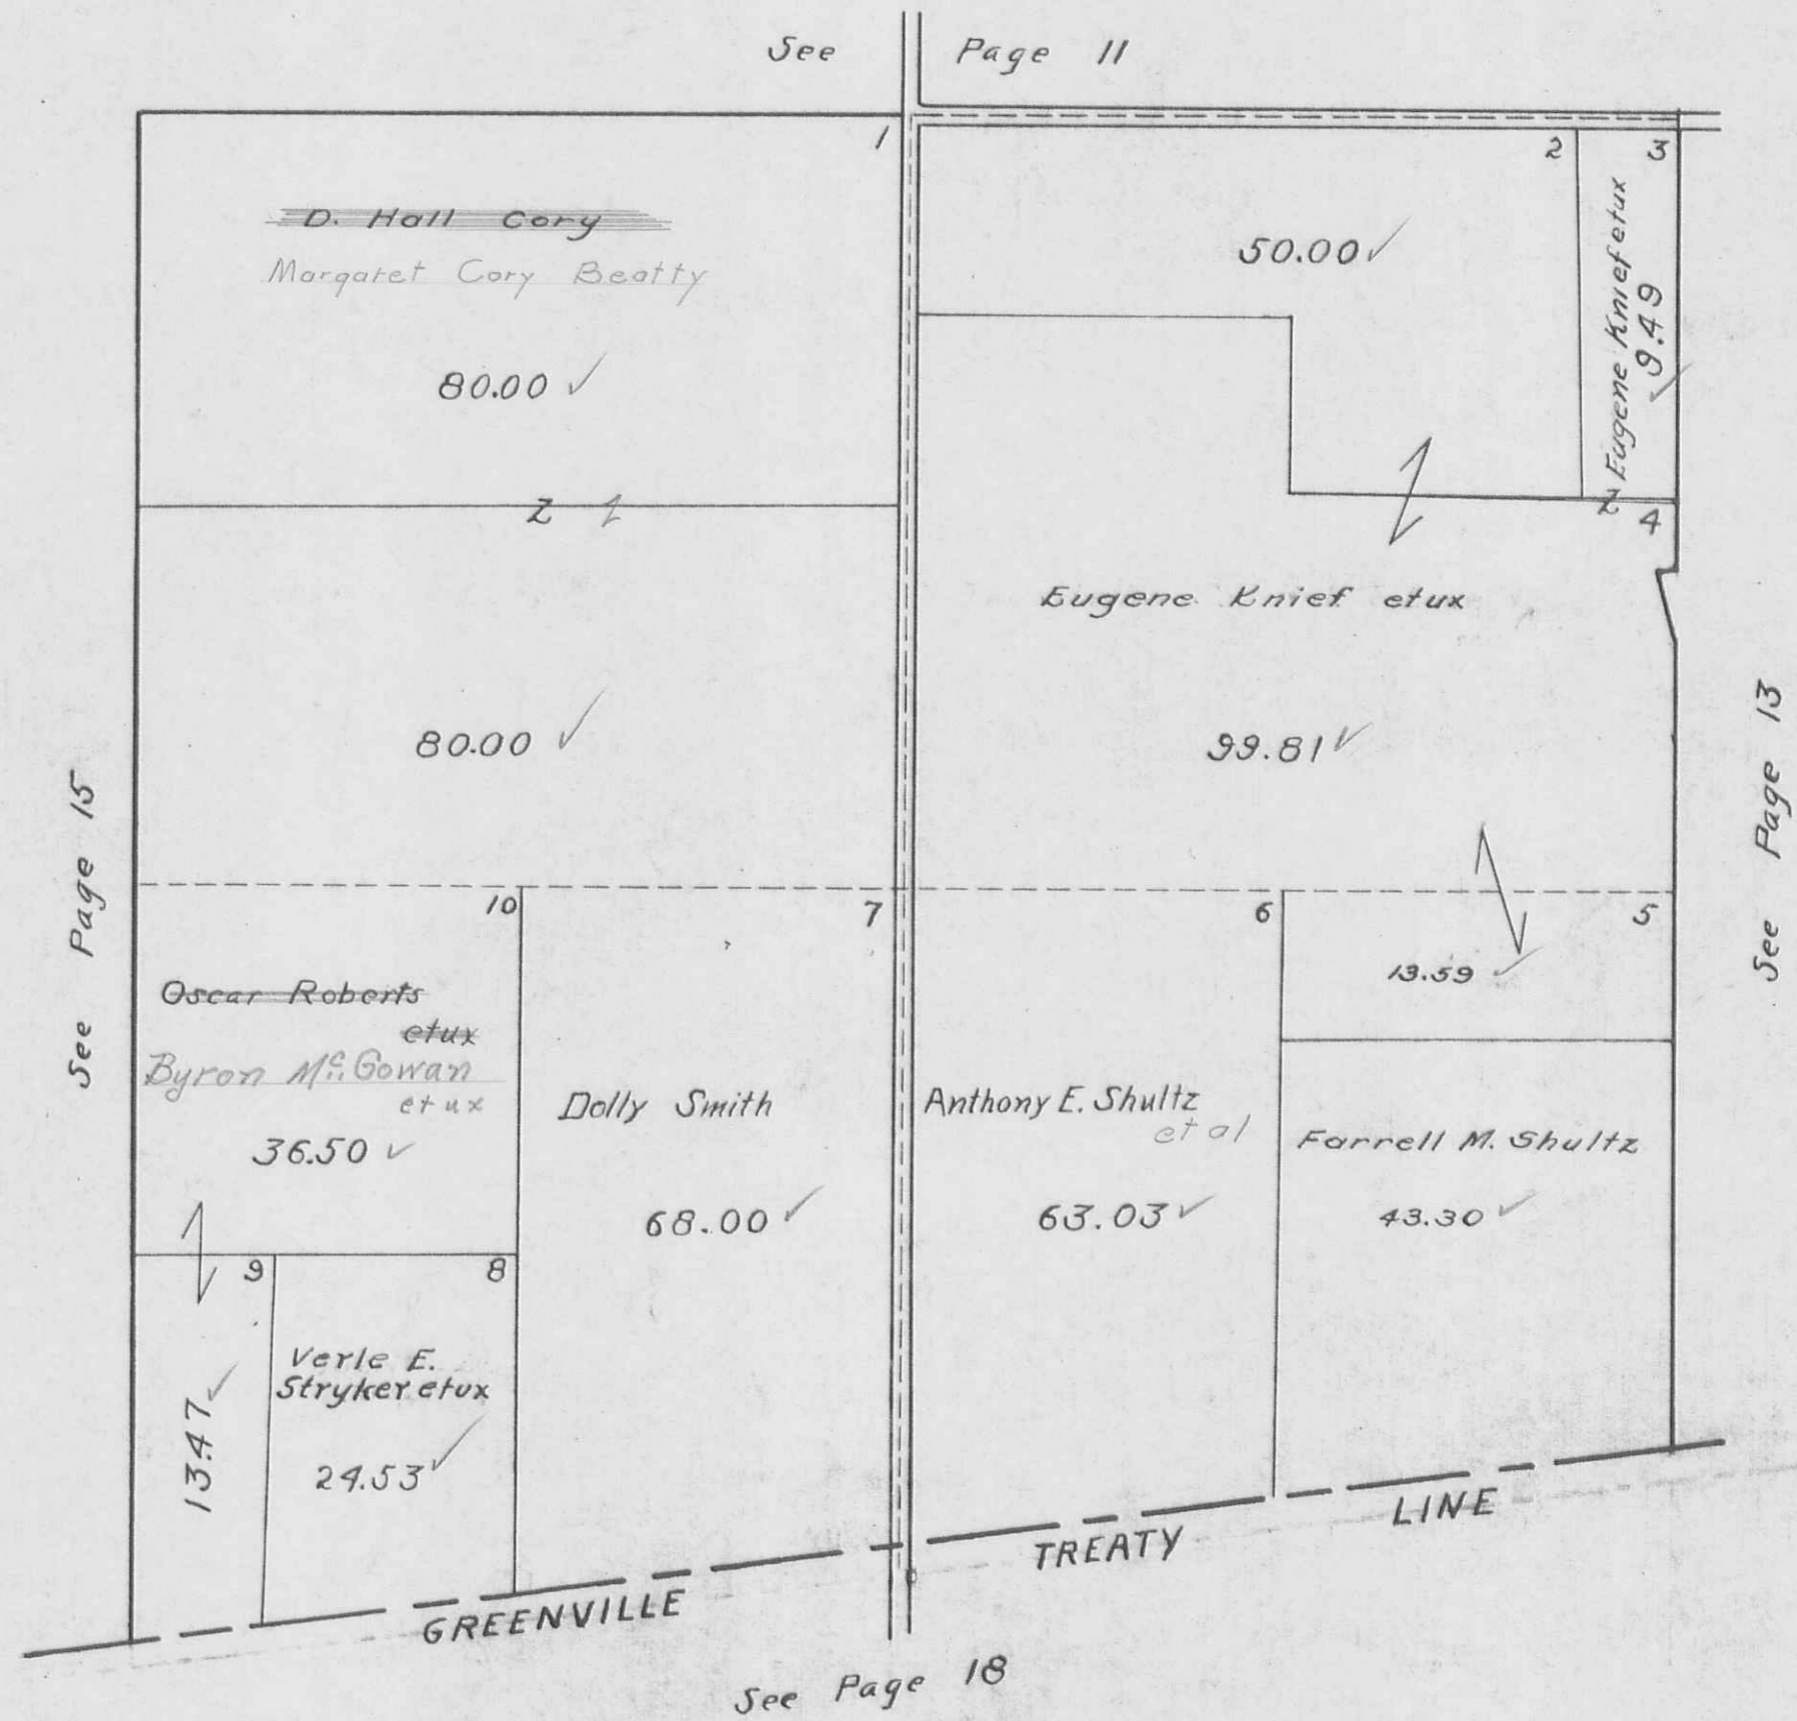 See Page 11
1
D. Hall Cory
Margaret Cory Beatty
80.00 ✓
80.00 ✓
2
50.00 ✓
3
Eugene Knief etux
9.49 ✓
4
Eugene Knief etux
99.81 ✓
See Page 15
See Page 13
10
Oscar Roberts
etux
Byron McGowan
et ux
36.50 ✓
7
Dolly Smith
68.00 ✓
6
Anthony E. Shultz
et al
63.03 ✓
5
13.59 ✓
Farrell M. Shultz
43.30 ✓
9
13.47 ✓
8
Verle E.
Stryker etux
24.53 ✓
GREENVILLE TREATY LINE
See Page 18